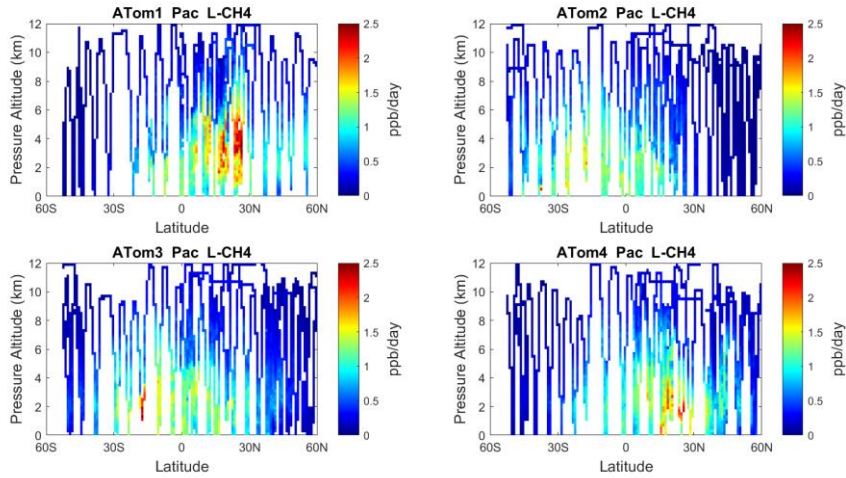 ATom1 Pac L-CH4
Pressure Altitude (km)
12
10
8
6
4
2
0
60S 30S 0 30N 60N
Latitude
2.5
2
1.5
1
0.5
0
ppb/day
ATom2 Pac L-CH4
Pressure Altitude (km)
12
10
8
6
4
2
0
60S 30S 0 30N 60N
Latitude
2.5
2
1.5
1
0.5
0
ppb/day
ATom3 Pac L-CH4
Pressure Altitude (km)
12
10
8
6
4
2
0
60S 30S 0 30N 60N
Latitude
2.5
2
1.5
1
0.5
0
ppb/day
ATom4 Pac L-CH4
Pressure Altitude (km)
12
10
8
6
4
2
0
60S 30S 0 30N 60N
Latitude
2.5
2
1.5
1
0.5
0
ppb/day